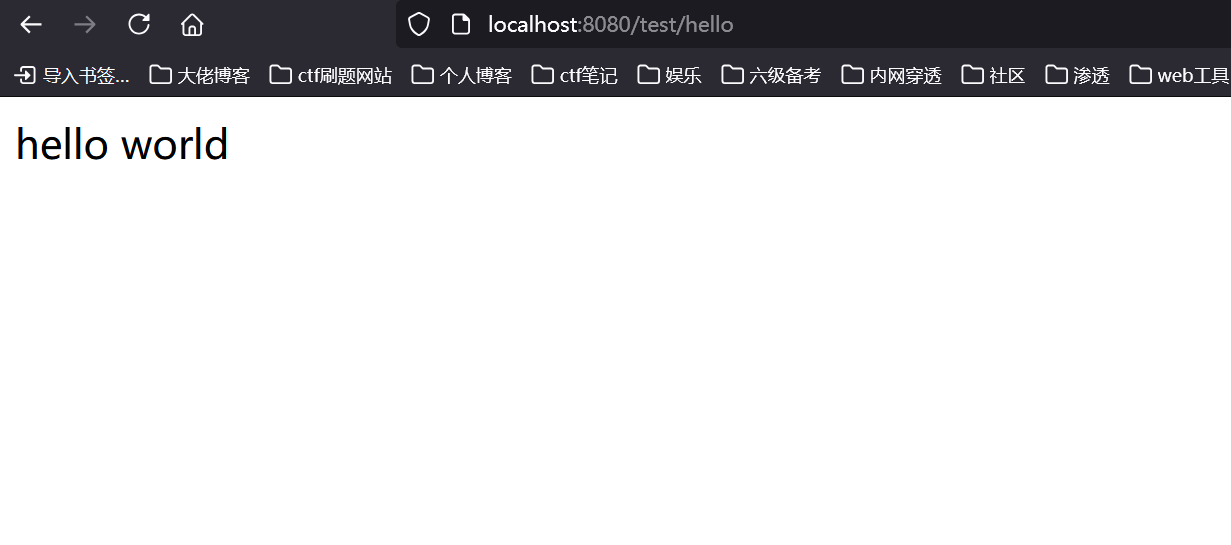 localhost:8080/test/hello
导入书签... 大佬博客 ctf刷题网站 个人博客 ctf笔记 娱乐 六级备考 内网穿透 社区 渗透 web工具
hello world